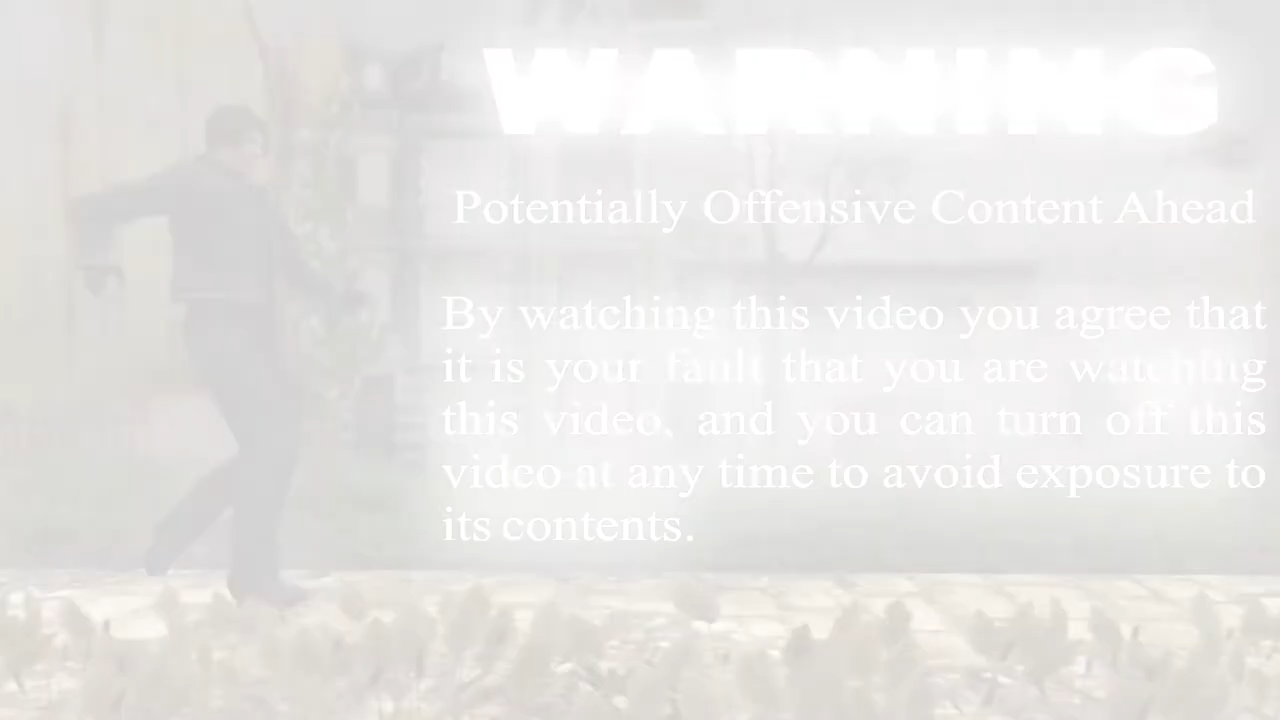 WARNING
Potentially Offensive Content Ahead
By watching this video you agree that
it is your fault that you are watching
this video, and you can turn off this
video at any time to avoid exposure to
its contents.